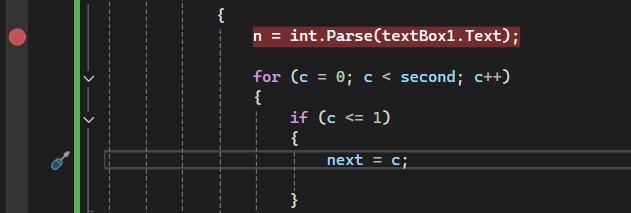 {
n = int.Parse(textBox1.Text);
for (c = 0; c < second; c++)
{
if (c <= 1)
{
next = c;
}